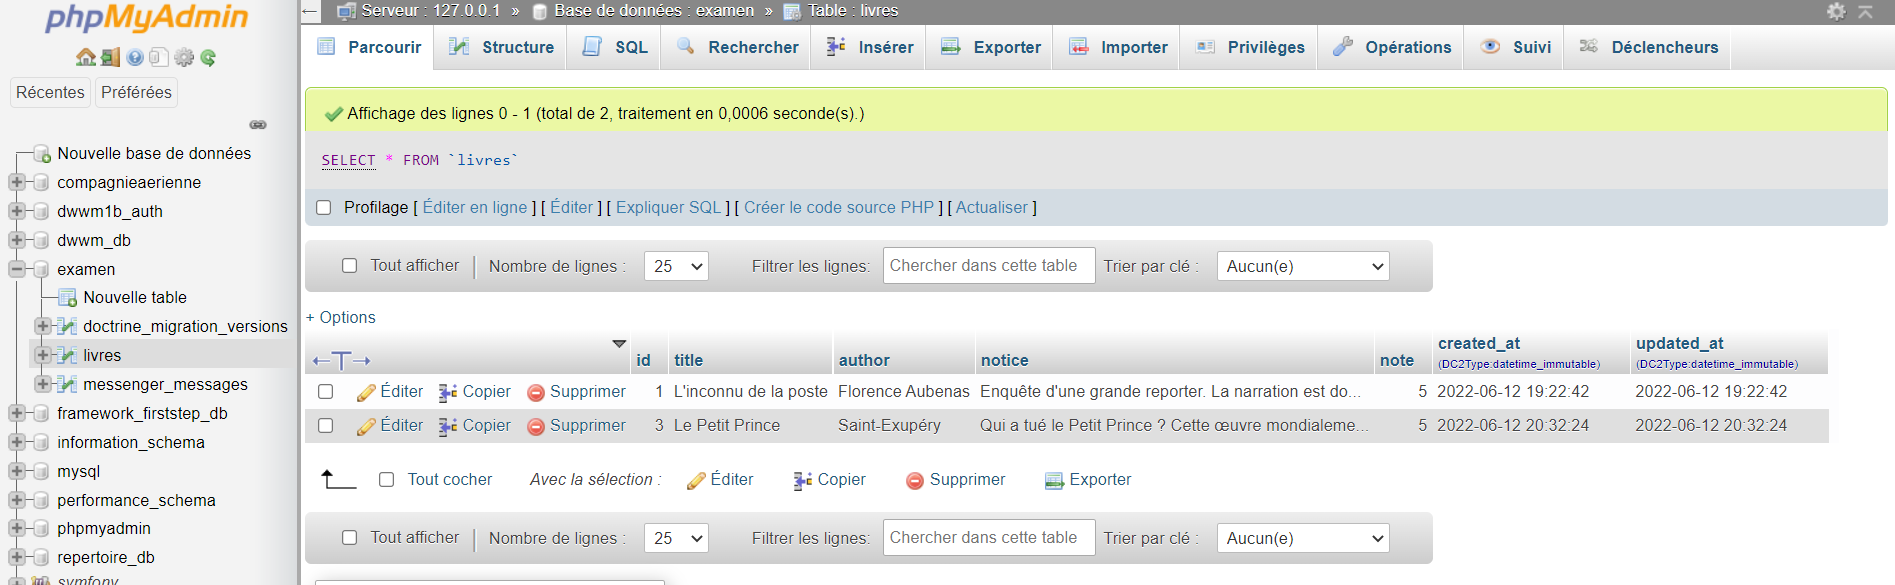 phpMyAdmin
Récentes Préférées
Nouvelle base de données
compagnieaerienne
dwwm1b_auth
dwwm_db
examen
Nouvelle table
doctrine_migration_versions
livres
messenger_messages
framework_firststep_db
information_schema
mysql
performance_schema
phpmyadmin
repertoire_db
symfony
Serveur : 127.0.0.1 » Base de données : examen » Table : livres
Parcourir Structure SQL Rechercher Insérer Exporter Importer Privilèges Opérations Suivi Déclencheurs
Affichage des lignes 0 - 1 (total de 2, traitement en 0,0006 seconde(s).)
SELECT * FROM `livres`
Profilage [ Éditer en ligne ] [ Éditer ] [ Expliquer SQL ] [ Créer le code source PHP ] [ Actualiser ]
Tout afficher | Nombre de lignes : 25 Filtrer les lignes: Chercher dans cette table Trier par clé : Aucun(e)
+ Options
←T→ id title author notice note created_at updated_at
(DC2Type:datetime_immutable) (DC2Type:datetime_immutable)
Éditer Copier Supprimer 1 L'inconnu de la poste Florence Aubenas Enquête d'une grande reporter. La narration est do... 5 2022-06-12 19:22:42 2022-06-12 19:22:42
Éditer Copier Supprimer 3 Le Petit Prince Saint-Exupéry Qui a tué le Petit Prince ? Cette œuvre mondialeme... 5 2022-06-12 20:32:24 2022-06-12 20:32:24
Tout cocher Avec la sélection : Éditer Copier Supprimer Exporter
Tout afficher | Nombre de lignes : 25 Filtrer les lignes: Chercher dans cette table Trier par clé : Aucun(e)